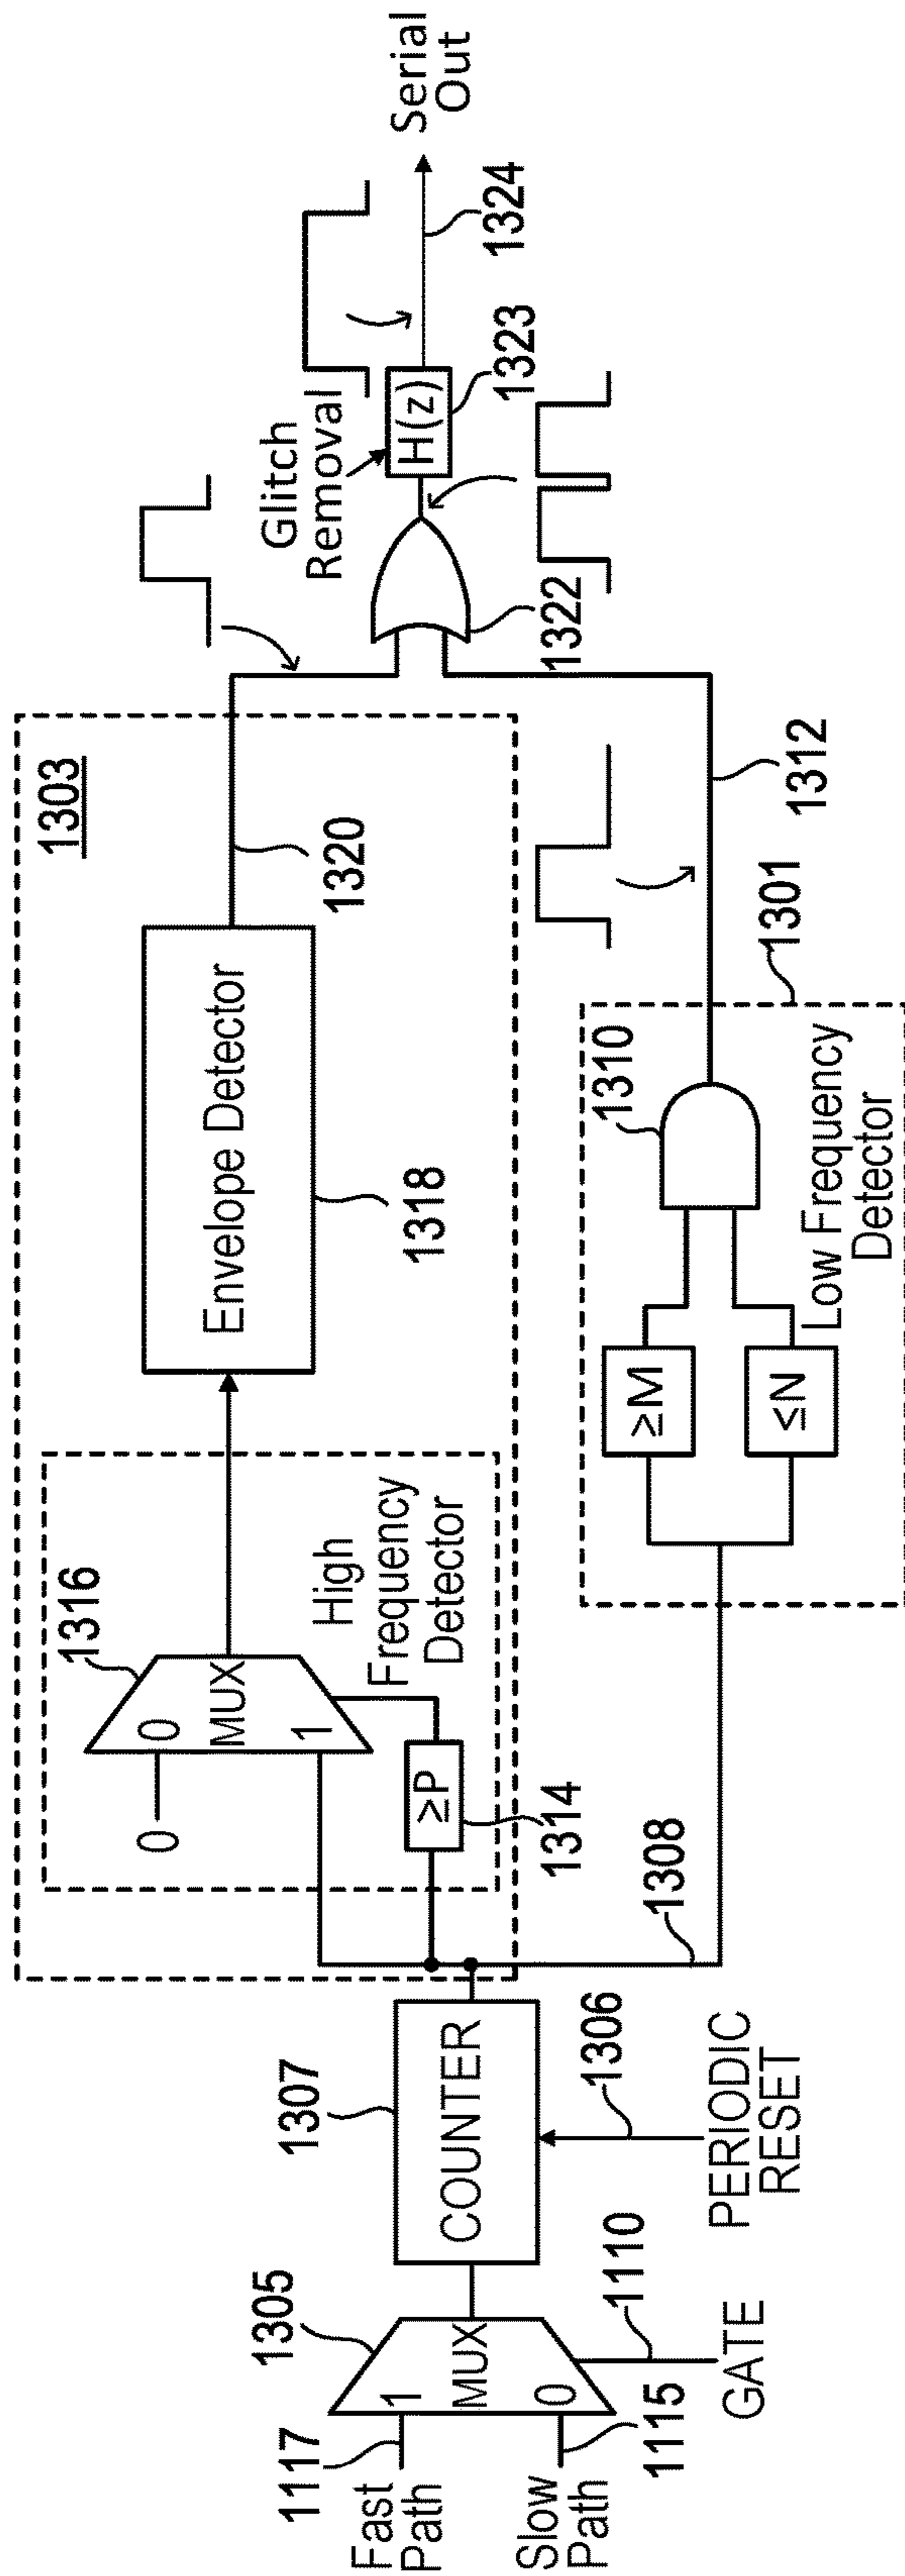 Fast
Path
1117
Slow
Path
1115
1
MUX
0
1305
1110
GATE
COUNTER
1307
1306
PERIODIC
RESET
1308
1303
0
0
MUX
1
1316
≥P
1314
High
Frequency
Detector
Envelope Detector
1318
1320
≥M
≤N
1310
Low Frequency
Detector
1301
1312
1322
Glitch
Removal
H(z)
1323
1324
Serial
Out